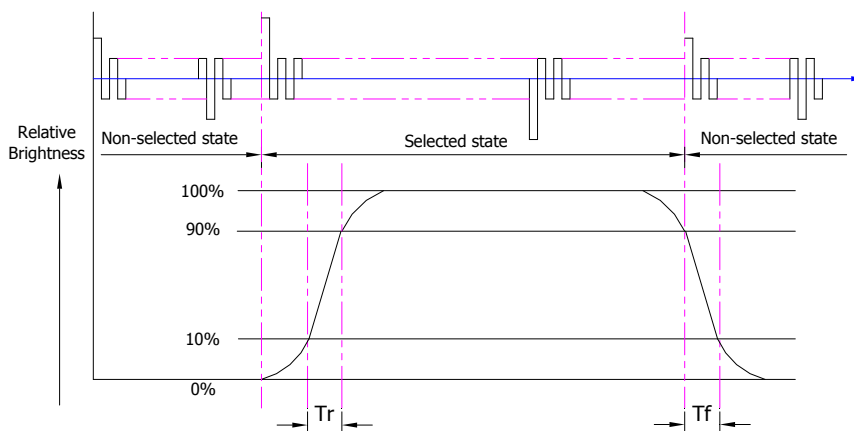 Relative
Brightness
Non-selected state
Selected state
Non-selected state
100%
90%
10%
0%
Tr
Tf